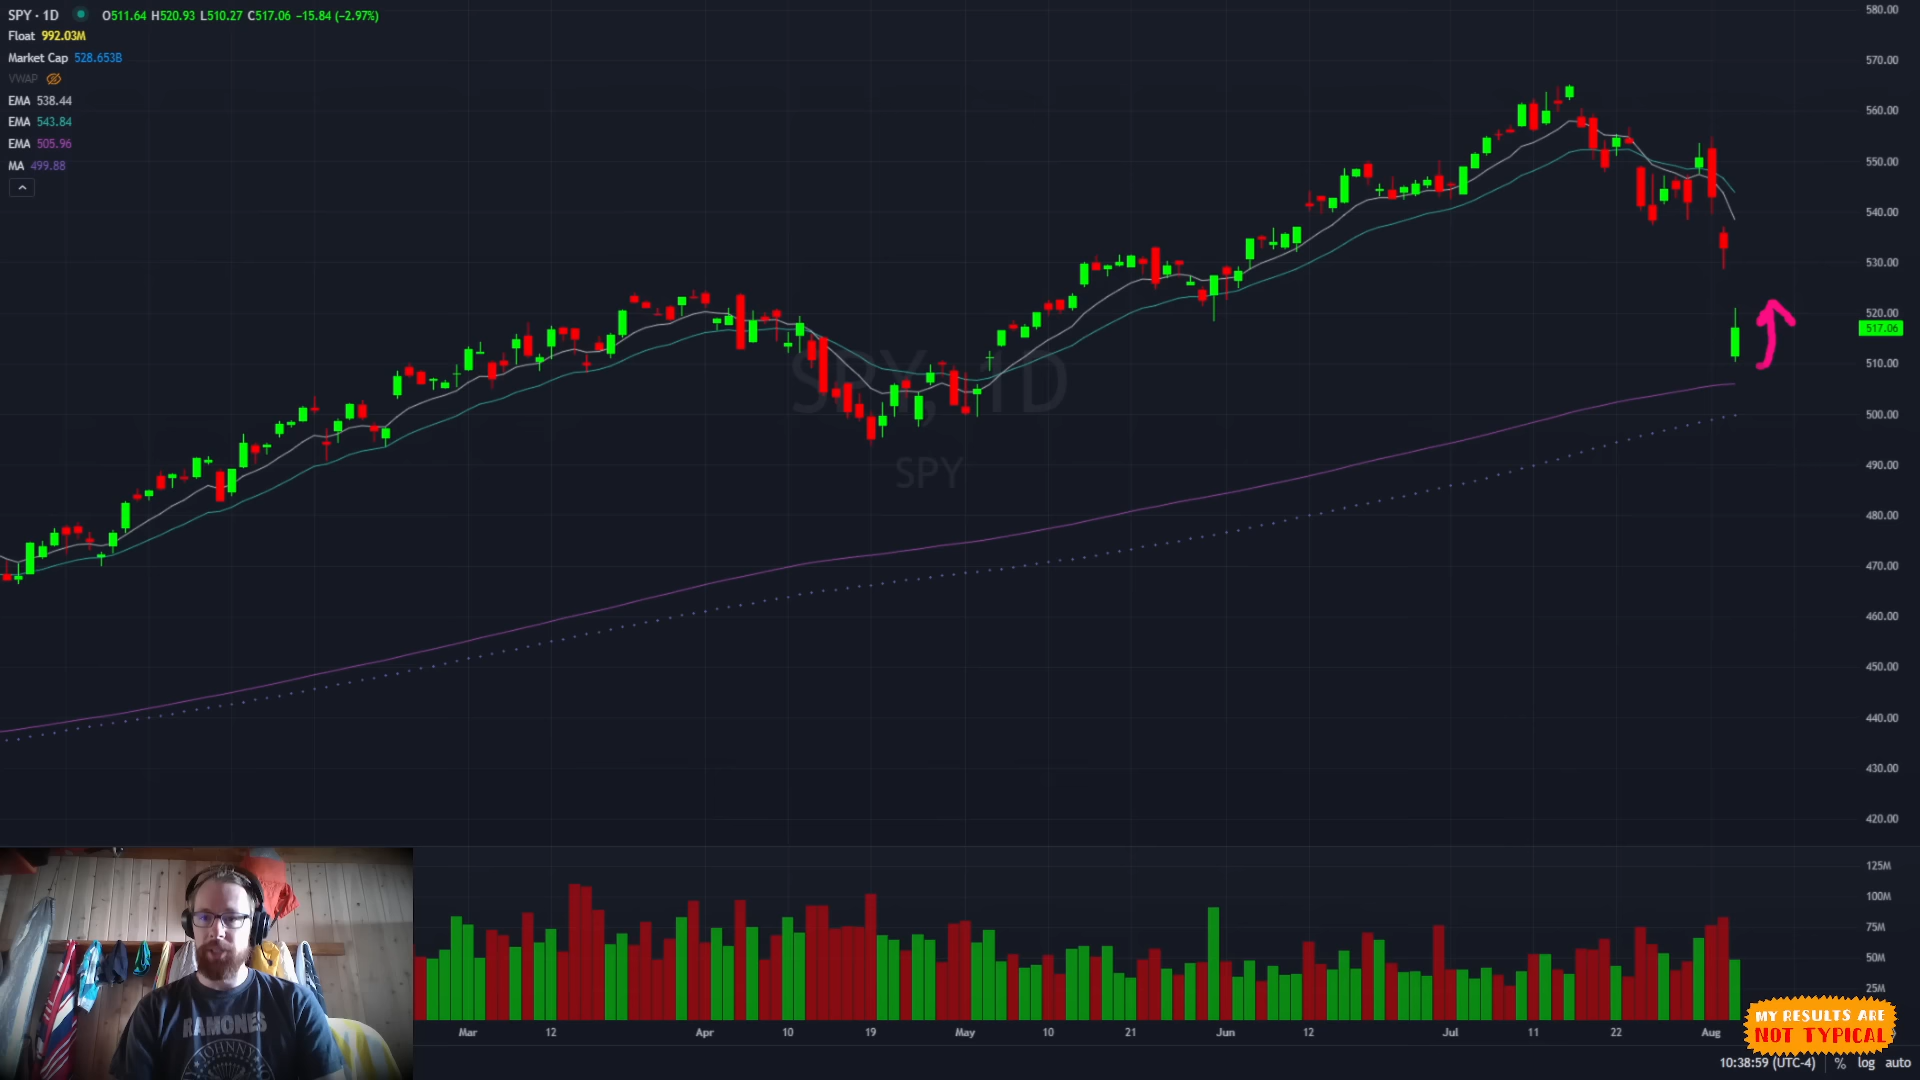 SPY · 1D O511.64 H520.93 L510.27 C517.06 −15.84 (−2.97%)
Float 992.03M
Market Cap 528.653B
VWAP
EMA 538.44
EMA 543.84
EMA 505.96
MA 499.88
580.00
570.00
560.00
550.00
540.00
530.00
520.00
517.06
510.00
500.00
490.00
480.00
470.00
460.00
450.00
440.00
430.00
420.00
SPY, 1D
SPY
125M
100M
75M
50M
25M
RAMONES
JOHNNY
Mar 12 Apr 10 19 May 10 21 Jun 12 Jul 11 22 Aug
MY RESULTS ARE
NOT TYPICAL
10:38:59 (UTC-4) % log auto